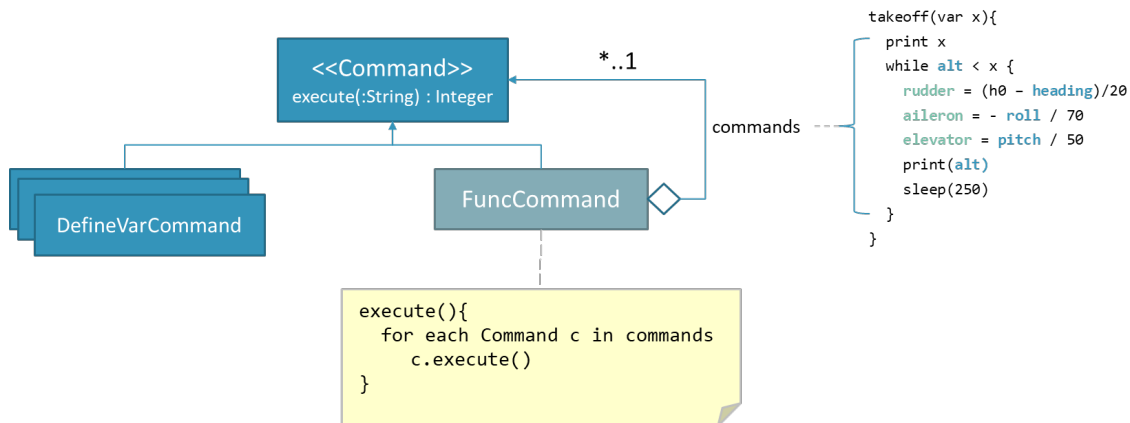 <<Command>>
execute(:String) : Integer
*..1
commands
DefineVarCommand
FuncCommand
execute(){
  for each Command c in commands
    c.execute()
}
takeoff(var x){
  print x
  while alt < x {
    rudder = (h0 – heading)/20
    aileron = - roll / 70
    elevator = pitch / 50
    print(alt)
    sleep(250)
  }
}